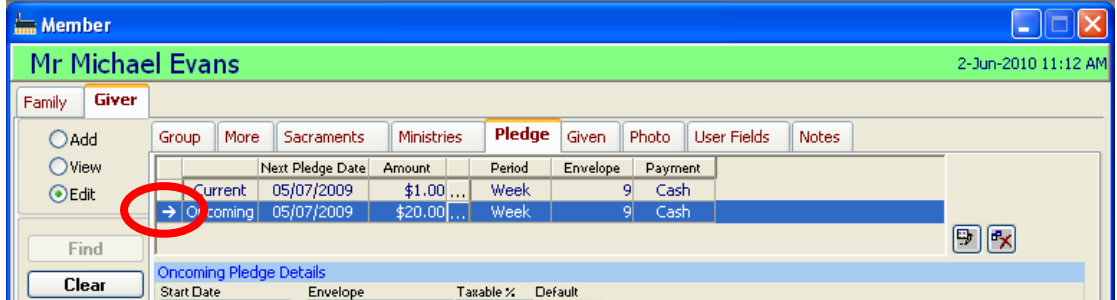 Member
Mr Michael Evans 2-Jun-2010 11:12 AM
Family Giver
Add
View
Edit
Find
Clear
Group More Sacraments Ministries Pledge Given Photo User Fields Notes
Next Pledge Date Amount Period Envelope Payment
Current 05/07/2009 $1.00 ... Week 9 Cash
Oncoming 05/07/2009 $20.00 ... Week 9 Cash
Oncoming Pledge Details
Start Date Envelope Taxable % Default